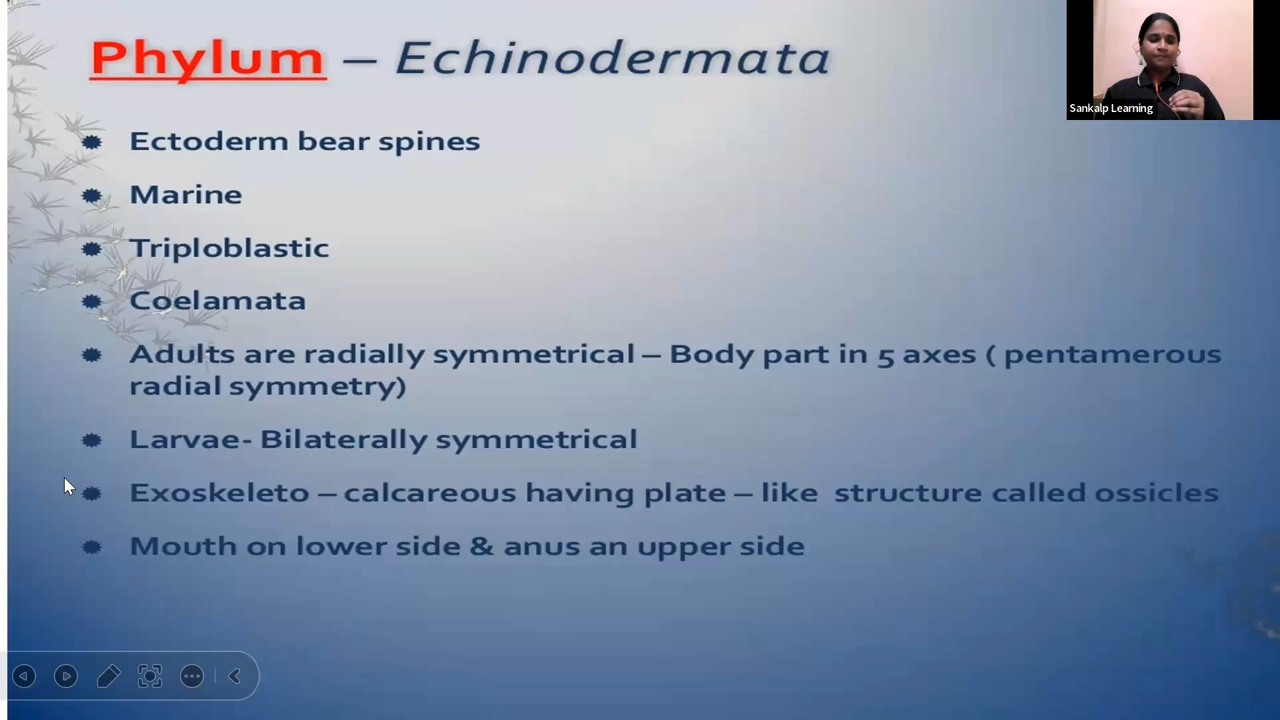 Phylum – Echinodermata
Sankalp Learning
Ectoderm bear spines
Marine
Triploblastic
Coelamata
Adults are radially symmetrical – Body part in 5 axes ( pentamerous
radial symmetry)
Larvae- Bilaterally symmetrical
Exoskeleto – calcareous having plate – like structure called ossicles
Mouth on lower side & anus an upper side